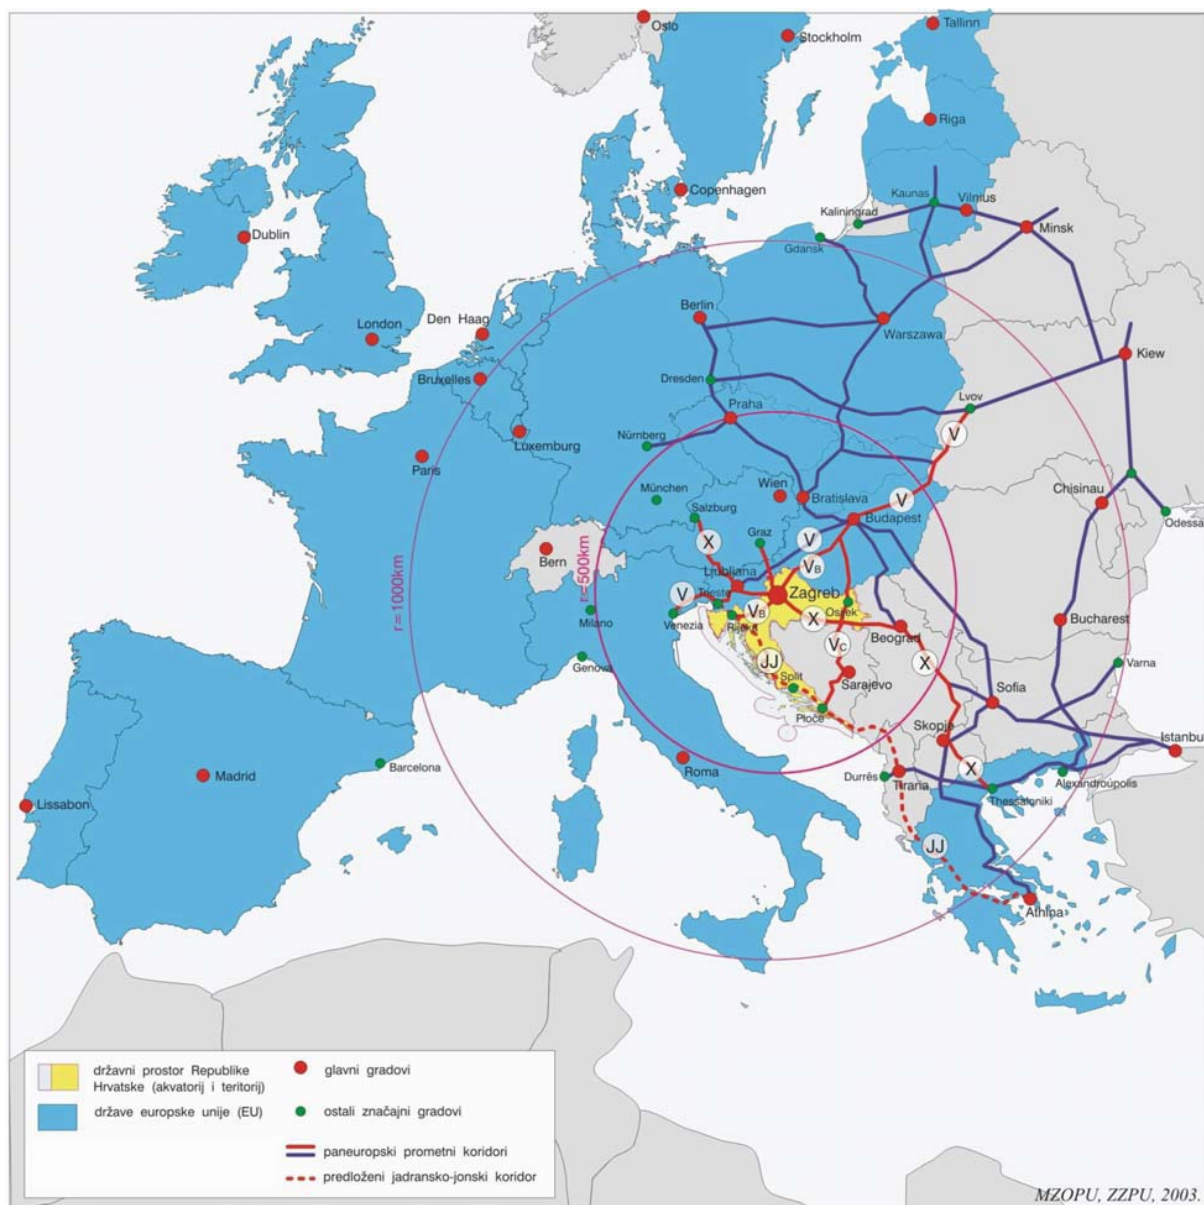 Oslo
Stockholm
Tallinn
Riga
Copenhagen
Kaunas
Vilnius
Kaliningrad
Minsk
Gdansk
Dublin
Berlin
London
Den Haag
Warszawa
Kiew
Bruxelles
Dresden
Lvov
Praha
Luxemburg
Nürnberg
V
Paris
München
Wien
Bratislava
V
Chisinau
Salzburg
Budapest
Odessa
Graz
X
V
Bern
r=1000km
r=500km
Ljubljana
VB
Trieste
Zagreb
V
VB
Osijek
Milano
Venezia
Rijeka
X
Beograd
Bucharest
VC
Genova
JJ
X
Varna
Split
Sarajevo
Sofia
Ploče
Skopje
Istanbu
Roma
X
Barcelona
Madrid
Durrës
Tirana
Alexandroúpolis
Thessaloniki
Lissabon
JJ
Athina
državni prostor Republike
Hrvatske (akvatorij i teritorij)
države europske unije (EU)
glavni gradovi
ostali značajni gradovi
paneuropski prometni koridori
predloženi jadransko-jonski koridor
MZOPU, ZZPU, 2003.